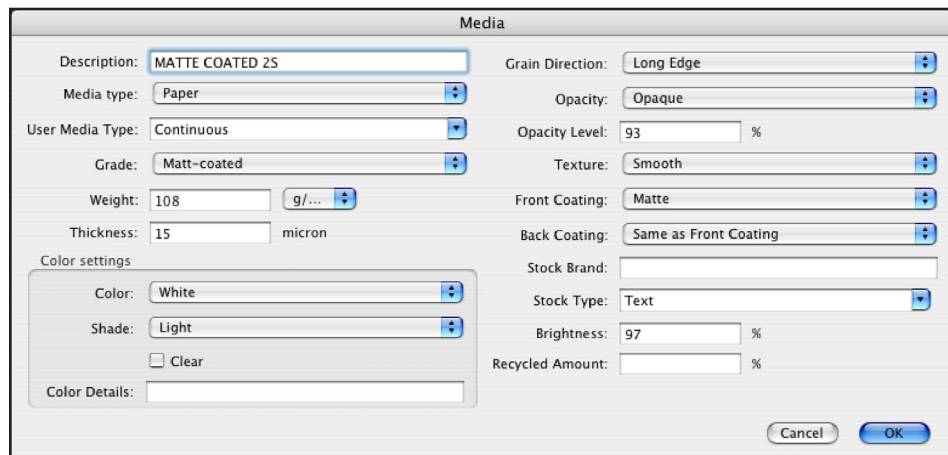 Media
Description: MATTE COATED 2S
Media type: Paper
User Media Type: Continuous
Grade: Matt-coated
Weight: 108 g/...
Thickness: 15 micron
Color settings
Color: White
Shade: Light
Clear
Color Details:
Grain Direction: Long Edge
Opacity: Opaque
Opacity Level: 93 %
Texture: Smooth
Front Coating: Matte
Back Coating: Same as Front Coating
Stock Brand:
Stock Type: Text
Brightness: 97 %
Recycled Amount: %
Cancel OK